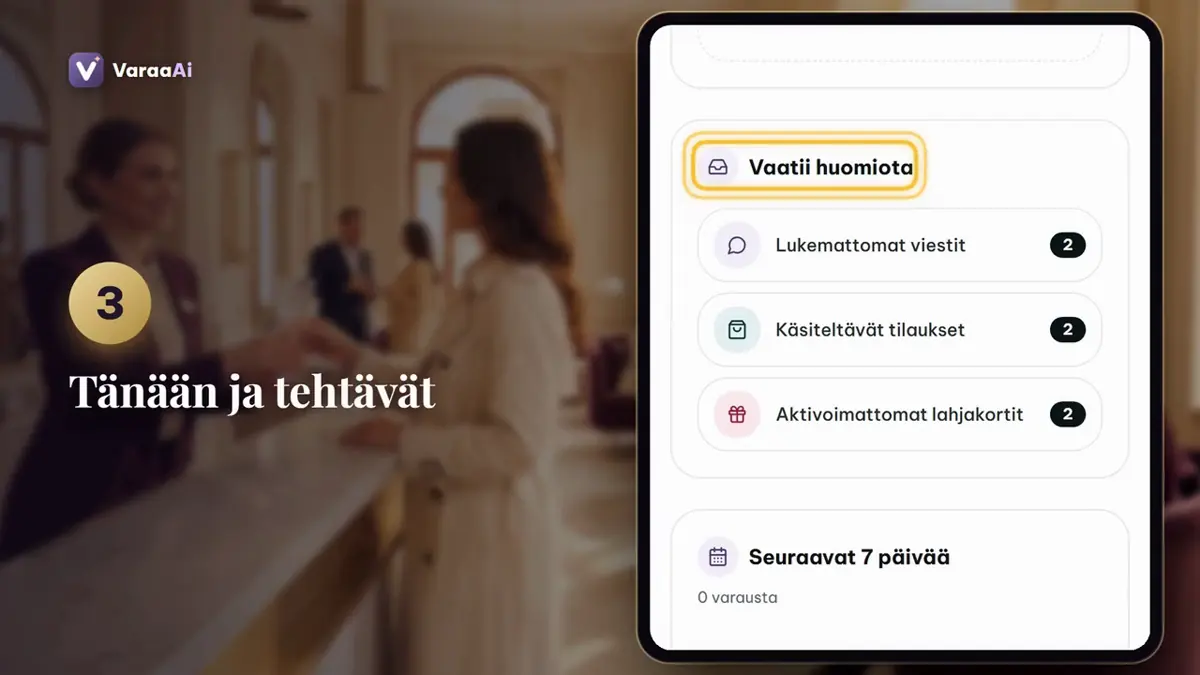 VaraaAi
3
Tänään ja tehtävät
Vaatii huomiota
Lukemattomat viestit 2
Käsiteltävät tilaukset 2
Aktivoimattomat lahjakortit 2
Seuraavat 7 päivää
0 varausta